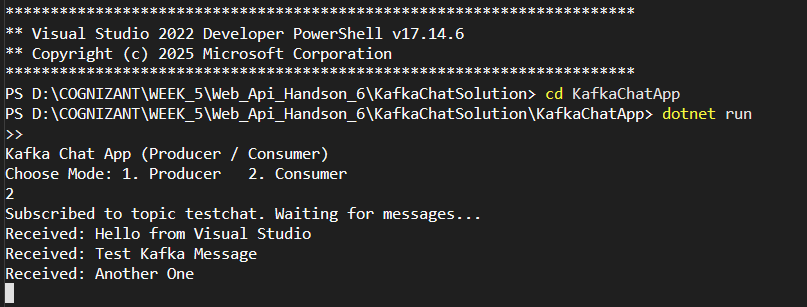 **********************************************************************
** Visual Studio 2022 Developer PowerShell v17.14.6
** Copyright (c) 2025 Microsoft Corporation
**********************************************************************
PS D:\COGNIZANT\WEEK_5\Web_Api_Handson_6\KafkaChatSolution> cd KafkaChatApp
PS D:\COGNIZANT\WEEK_5\Web_Api_Handson_6\KafkaChatSolution\KafkaChatApp> dotnet run
>>
Kafka Chat App (Producer / Consumer)
Choose Mode: 1. Producer   2. Consumer
2
Subscribed to topic testchat. Waiting for messages...
Received: Hello from Visual Studio
Received: Test Kafka Message
Received: Another One